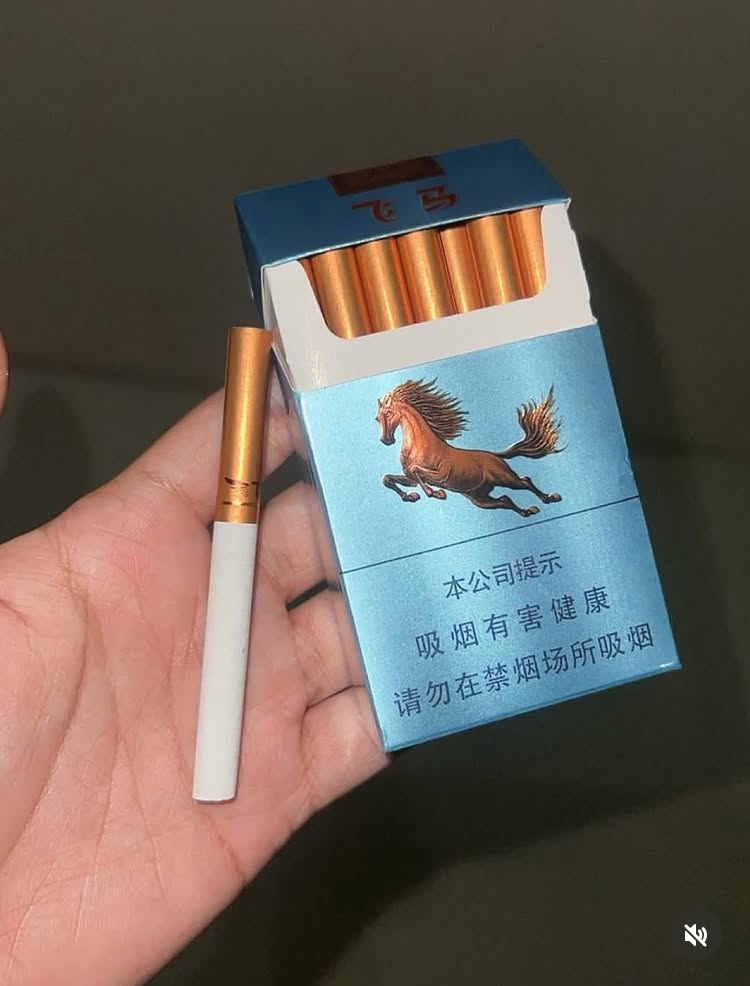 飞马
本公司提示
吸烟有害健康
请勿在禁烟场所吸烟